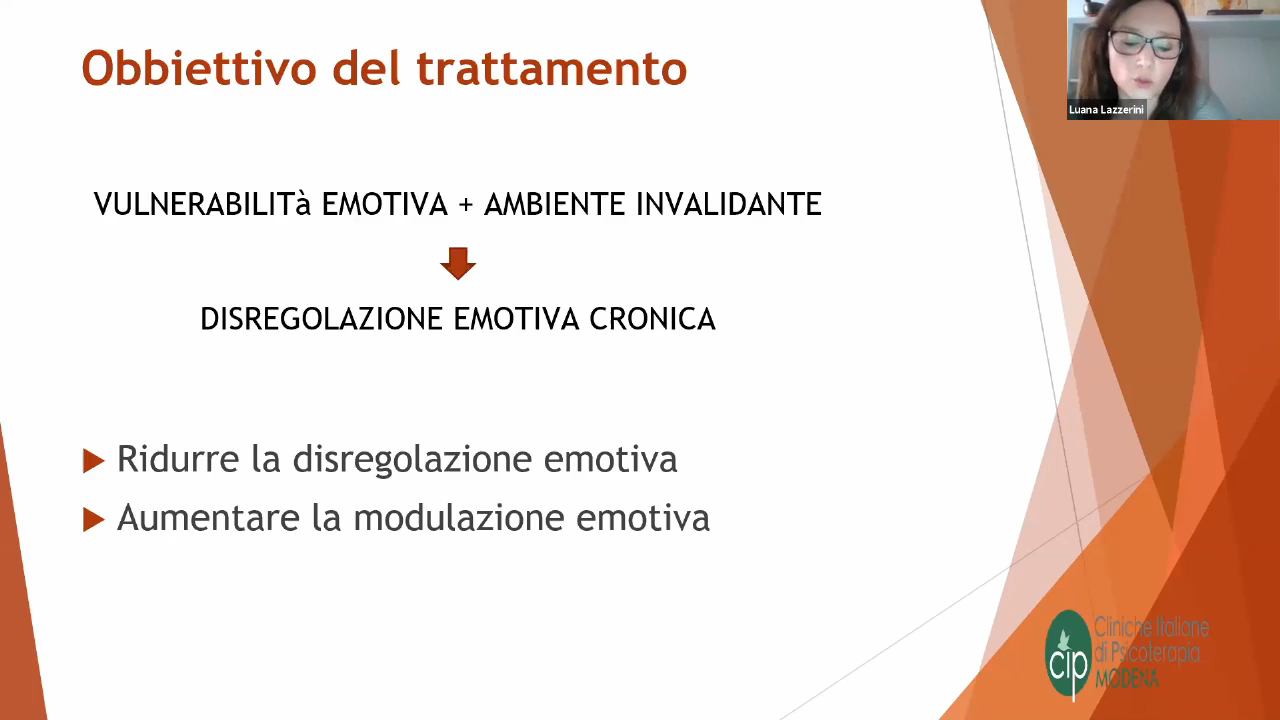 Obbiettivo del trattamento
Luana Lazzerini
VULNERABILITà EMOTIVA + AMBIENTE INVALIDANTE
DISREGOLAZIONE EMOTIVA CRONICA
Ridurre la disregolazione emotiva
Aumentare la modulazione emotiva
cip
Cliniche Italiane
di Psicoterapia
MODENA